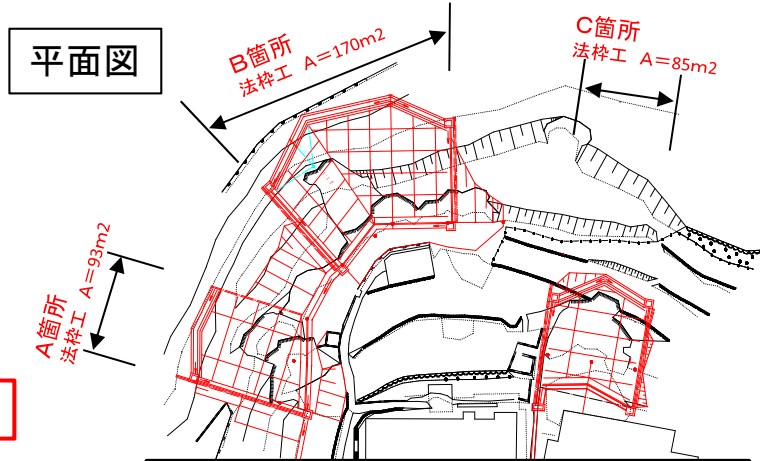 平面図
B箇所
法枠工 A=170m2
C箇所
法枠工 A=85m2
A箇所
法枠工 A=93m2